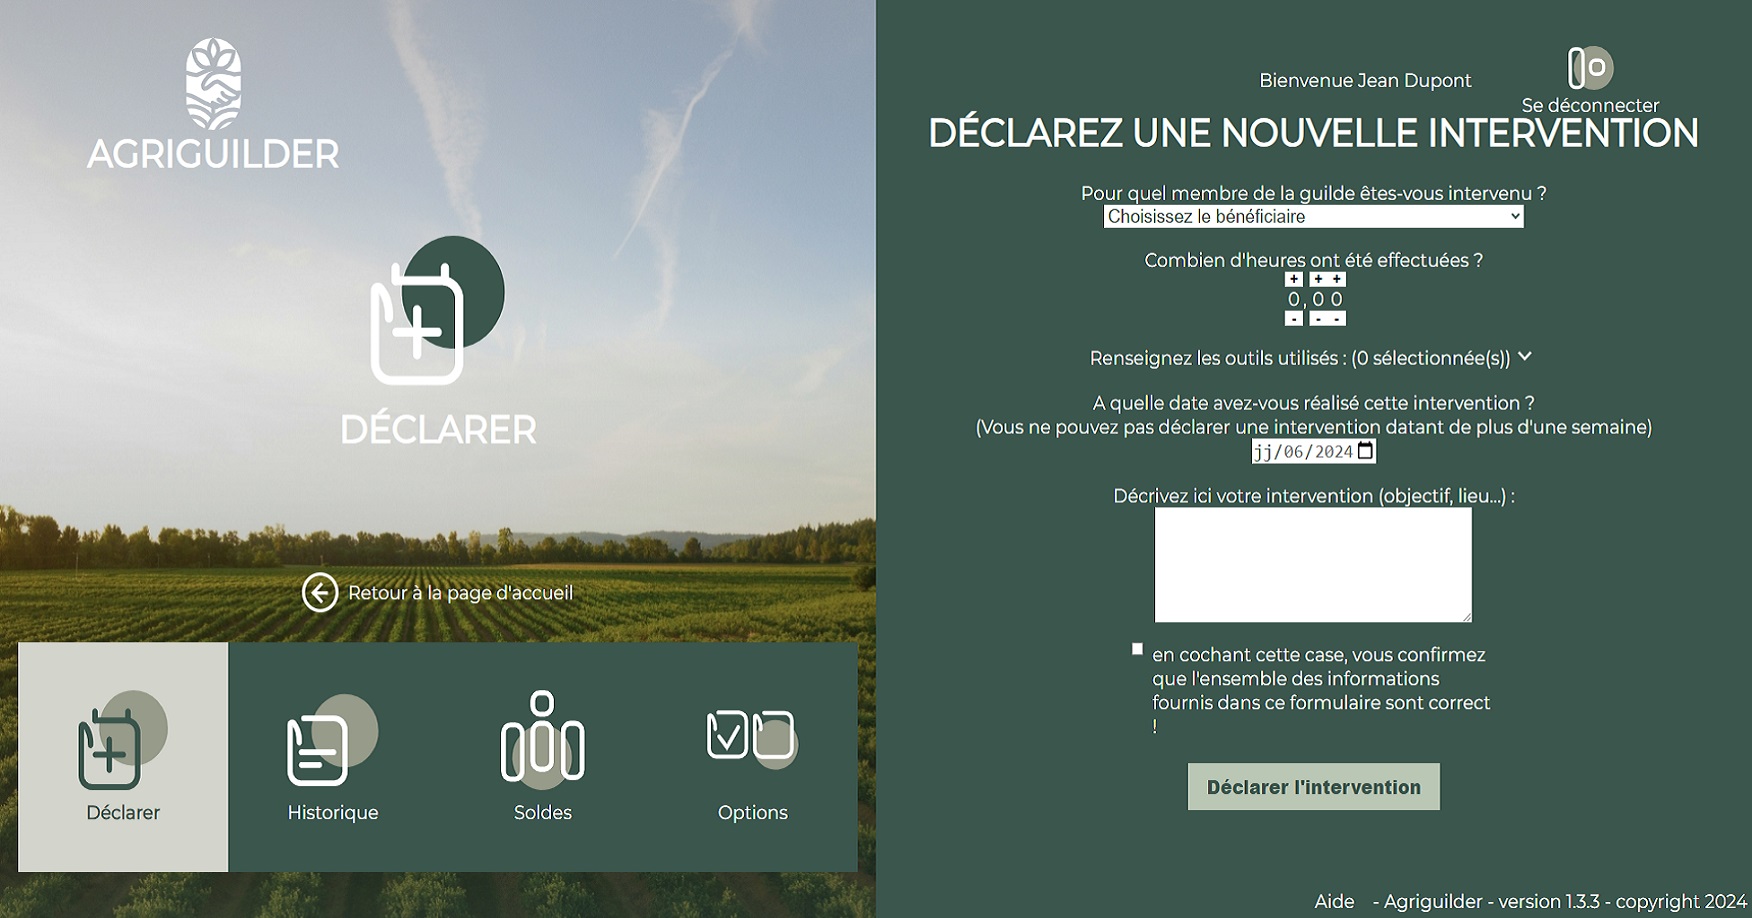 AGRIGUILDER
DÉCLARER
Retour à la page d'accueil
Déclarer
Historique
Soldes
Options
Bienvenue Jean Dupont
Se déconnecter
DÉCLAREZ UNE NOUVELLE INTERVENTION
Pour quel membre de la guilde êtes-vous intervenu ?
Choisissez le bénéficiaire
Combien d'heures ont été effectuées ?
+ + +
0,00
- - -
Renseignez les outils utilisés : (0 sélectionnée(s))
A quelle date avez-vous réalisé cette intervention ?
(Vous ne pouvez pas déclarer une intervention datant de plus d'une semaine)
jj/06/2024
Décrivez ici votre intervention (objectif, lieu...) :
en cochant cette case, vous confirmez
que l'ensemble des informations
fournis dans ce formulaire sont correct
!
Déclarer l'intervention
Aide - Agriguilder - version 1.3.3 - copyright 2024